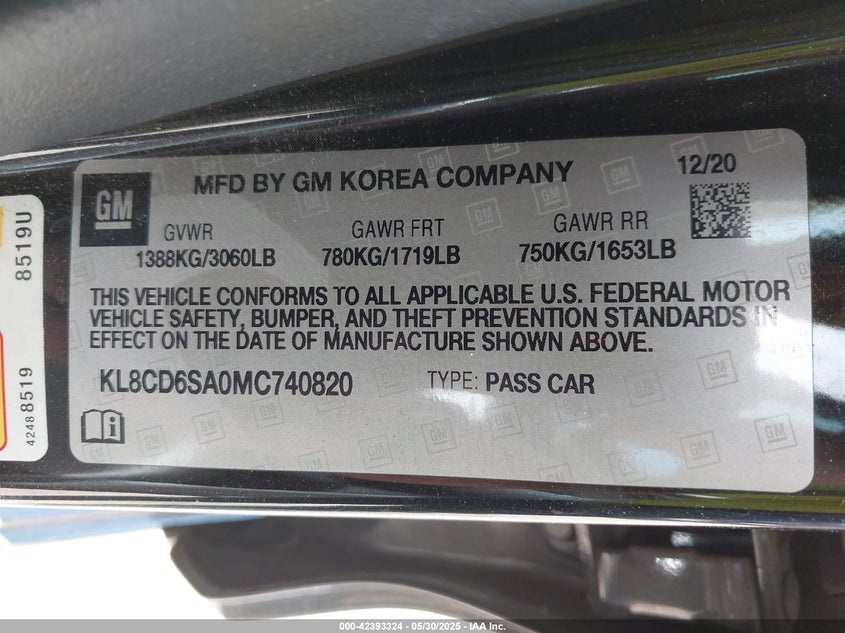 GM
MFD BY GM KOREA COMPANY
12/20
GVWR
GAWR FRT
GAWR RR
1388KG/3060LB
780KG/1719LB
750KG/1653LB
THIS VEHICLE CONFORMS TO ALL APPLICABLE U.S. FEDERAL MOTOR
VEHICLE SAFETY, BUMPER, AND THEFT PREVENTION STANDARDS IN
EFFECT ON THE DATE OF MANUFACTURE SHOWN ABOVE.
KL8CD6SA0MC740820
TYPE: PASS CAR
8519U
42488519
000-42393324 - 05/30/2025 - IAA Inc.